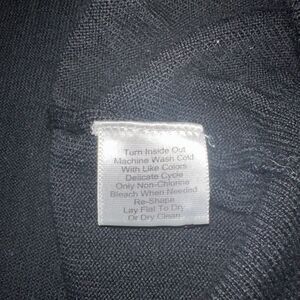 Turn Inside Out
Machine Wash Cold
With Like Colors
Delicate Cycle
Only Non-Chlorine
Bleach When Needed
Re-Shape
Lay Flat To Dry
Or Dry Clean